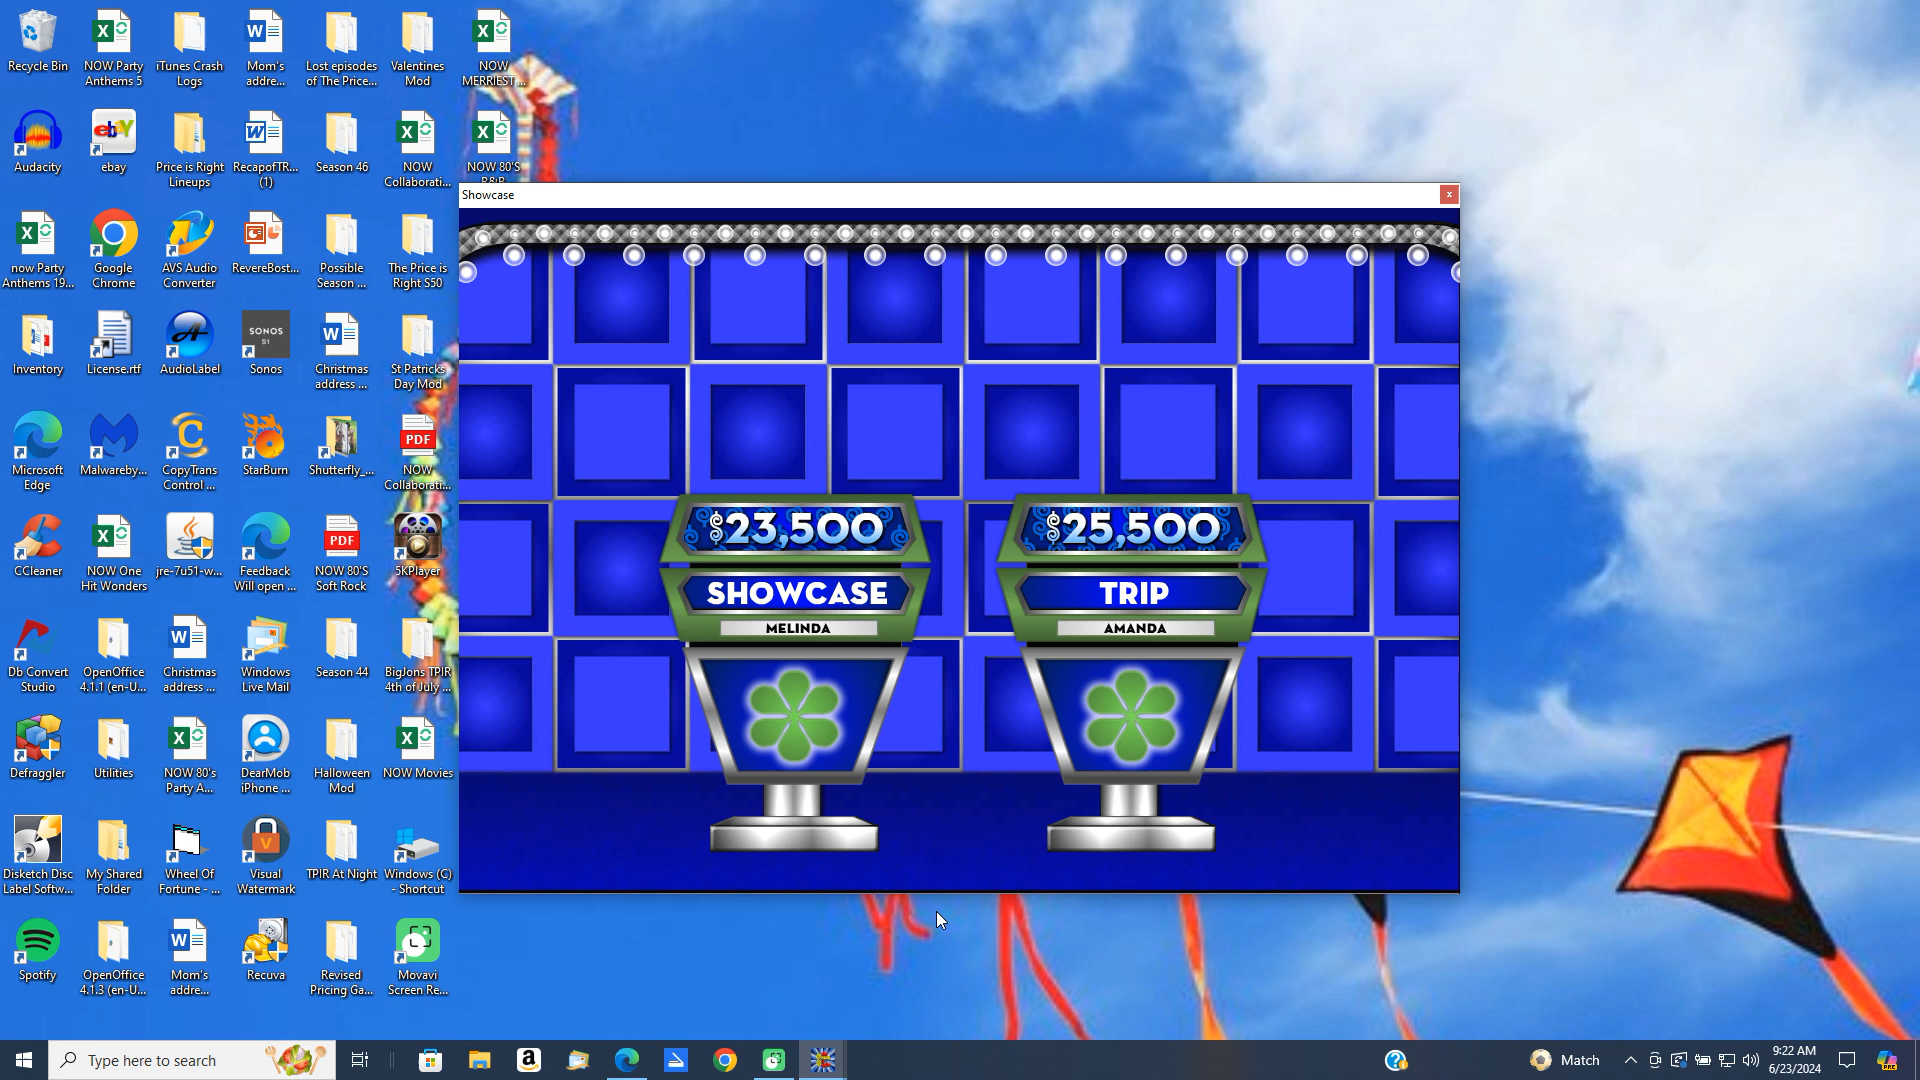 Recycle Bin
NOW Party
Anthems 5
iTunes Crash
Logs
Mom's
addre...
Lost episodes
of The Price...
Valentines
Mod
NOW
MERRIEST ...
Audacity
ebay
Price is Right
Lineups
RecapofTR...
(1)
Season 46
NOW
Collaborati...
NOW 80'S
R&B
now Party
Anthems 19...
Google
Chrome
AVS Audio
Converter
RevereBost...
Possible
Season ...
The Price is
Right S50
Inventory
License.rtf
AudioLabel
SONOS
S1
Sonos
Christmas
address ...
St Patricks
Day Mod
Microsoft
Edge
Malwareby...
CopyTrans
Control ...
StarBurn
Shutterfly_...
PDF
NOW
Collaborati...
CCleaner
NOW One
Hit Wonders
jre-7u51-w...
Feedback
Will open ...
PDF
NOW 80'S
Soft Rock
5KPlayer
Db Convert
Studio
OpenOffice
4.1.1 (en-U...
Christmas
address ...
Windows
Live Mail
Season 44
BigJons TPIR
4th of July ...
Defraggler
Utilities
NOW 80's
Party A...
DearMob
iPhone ...
Halloween
Mod
NOW Movies
Disketch Disc
Label Softw...
My Shared
Folder
Wheel Of
Fortune - ...
Visual
Watermark
TPIR At Night
Windows (C)
- Shortcut
Spotify
OpenOffice
4.1.3 (en-U...
Mom's
addre...
Recuva
Revised
Pricing Ga...
Movavi
Screen Re...
Showcase
$23,500
SHOWCASE
MELINDA
$25,500
TRIP
AMANDA
Type here to search
Match
9:22 AM
6/23/2024